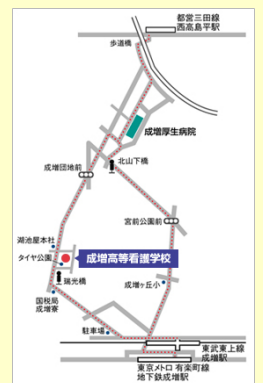 都営三田線
西高島平駅
歩道橋
成増厚生病院
北山下橋
成増団地前
宮前公園前
湖池屋本社
タイヤ公園
成増高等看護学校
陽光橋
成増ヶ丘小
国税局
成増寮
駐車場
東武東上線
成増駅
東京メトロ 有楽町線
地下鉄成増駅